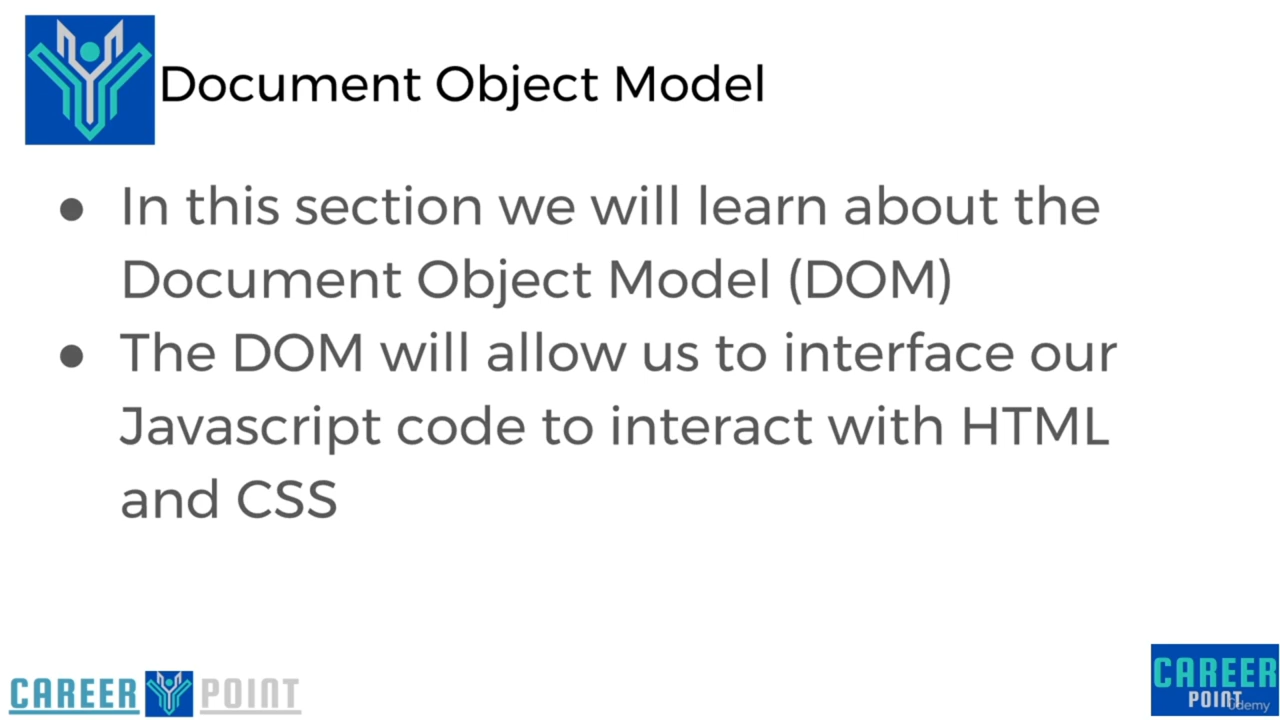 Document Object Model
● In this section we will learn about the
Document Object Model (DOM)
● The DOM will allow us to interface our
Javascript code to interact with HTML
and CSS
CAREER POINT
CAREER
POINT
ûdemy